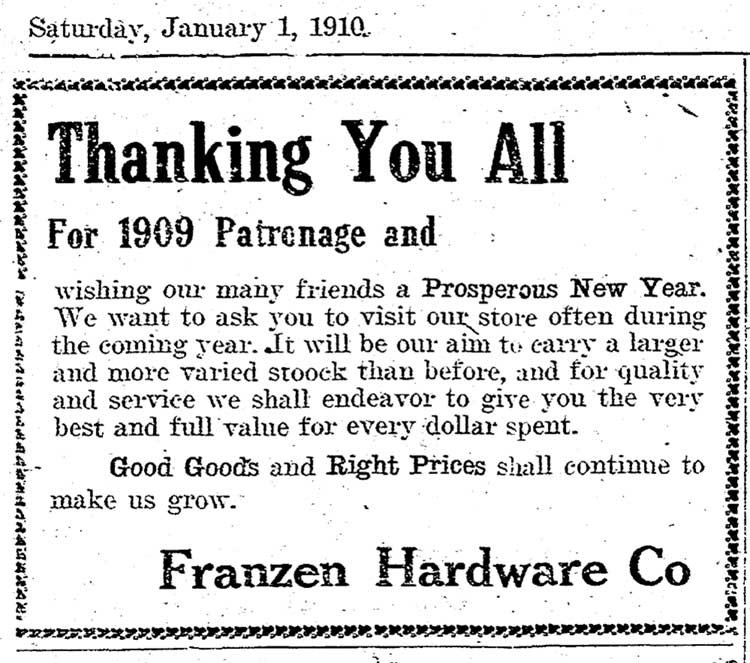 Saturday, January 1, 1910.
Thanking You All
For 1909 Patronage and
wishing our many friends a Prosperous New Year.
We want to ask you to visit our store often during
the coming year. It will be our aim to carry a larger
and more varied stoock than before, and for quality
and service we shall endeavor to give you the very
best and full value for every dollar spent.
Good Goods and Right Prices shall continue to
make us grow.
Franzen Hardware Co